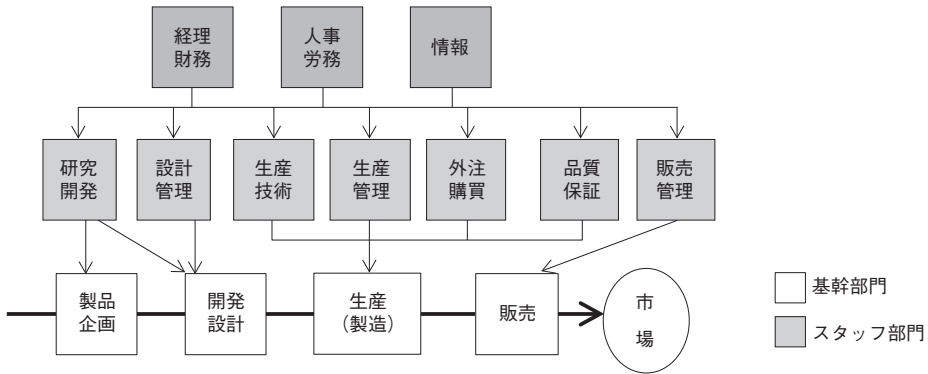 経理
財務
人事
労務
情報
研究
開発
設計
管理
生産
技術
生産
管理
外注
購買
品質
保証
販売
管理
製品
企画
開発
設計
生産
（製造）
販売
市
場
基幹部門
スタッフ部門